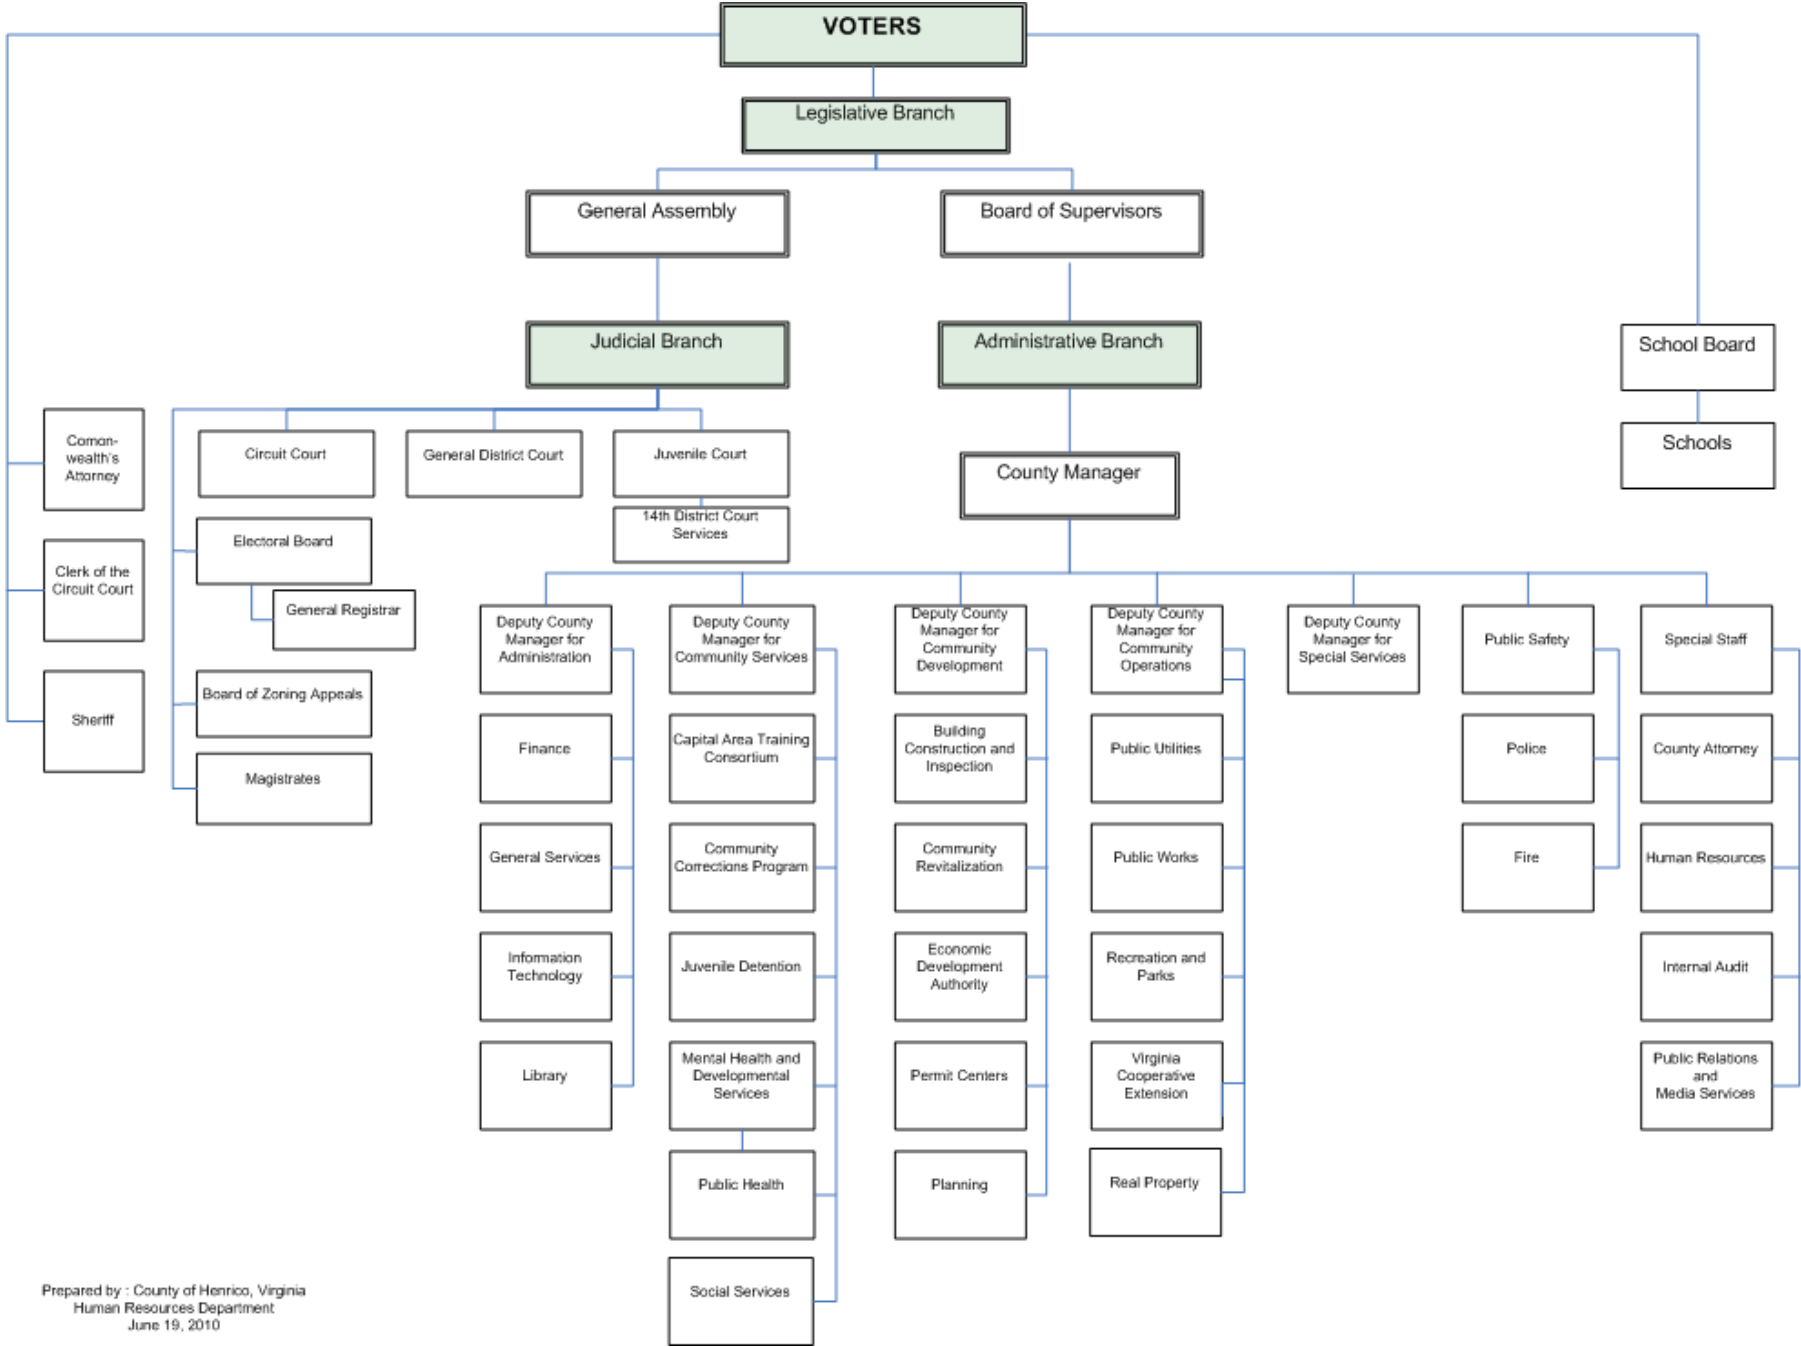 VOTERS
Legislative Branch
General Assembly
Board of Supervisors
Judicial Branch
Administrative Branch
School Board
Schools
Comon-
wealth's
Attorney
Clerk of the
Circuit Court
Sheriff
Circuit Court
General District Court
Juvenile Court
14th District Court
Services
Electoral Board
General Registrar
Board of Zoning Appeals
Magistrates
County Manager
Deputy County
Manager for
Administration
Finance
General Services
Information
Technology
Library
Deputy County
Manager for
Community Services
Capital Area Training
Consortium
Community
Corrections Program
Juvenile Detention
Mental Health and
Developmental
Services
Public Health
Social Services
Deputy County
Manager for
Community
Development
Building
Construction and
Inspection
Community
Revitalization
Economic
Development
Authority
Permit Centers
Planning
Deputy County
Manager for
Community
Operations
Public Utilities
Public Works
Recreation and
Parks
Virginia
Cooperative
Extension
Real Property
Deputy County
Manager for
Special Services
Public Safety
Police
Fire
Special Staff
County Attorney
Human Resources
Internal Audit
Public Relations
and
Media Services
Prepared by : County of Henrico, Virginia
Human Resources Department
June 19, 2010